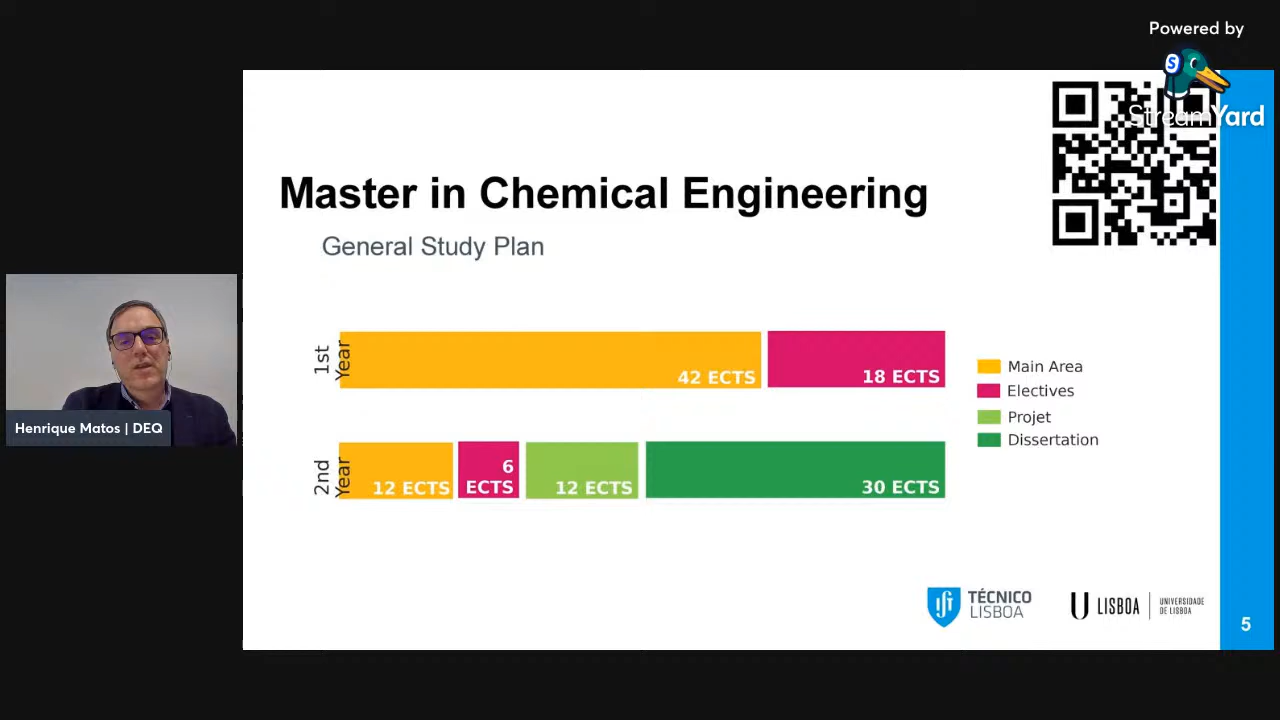 Powered by
StreamYard
Master in Chemical Engineering
General Study Plan
1st
Year
42 ECTS
18 ECTS
Main Area
Electives
Projet
Dissertation
2nd
Year
12 ECTS
6
ECTS
12 ECTS
30 ECTS
Henrique Matos | DEQ
TÉCNICO
LISBOA
U LISBOA
UNIVERSIDADE
DE LISBOA
5